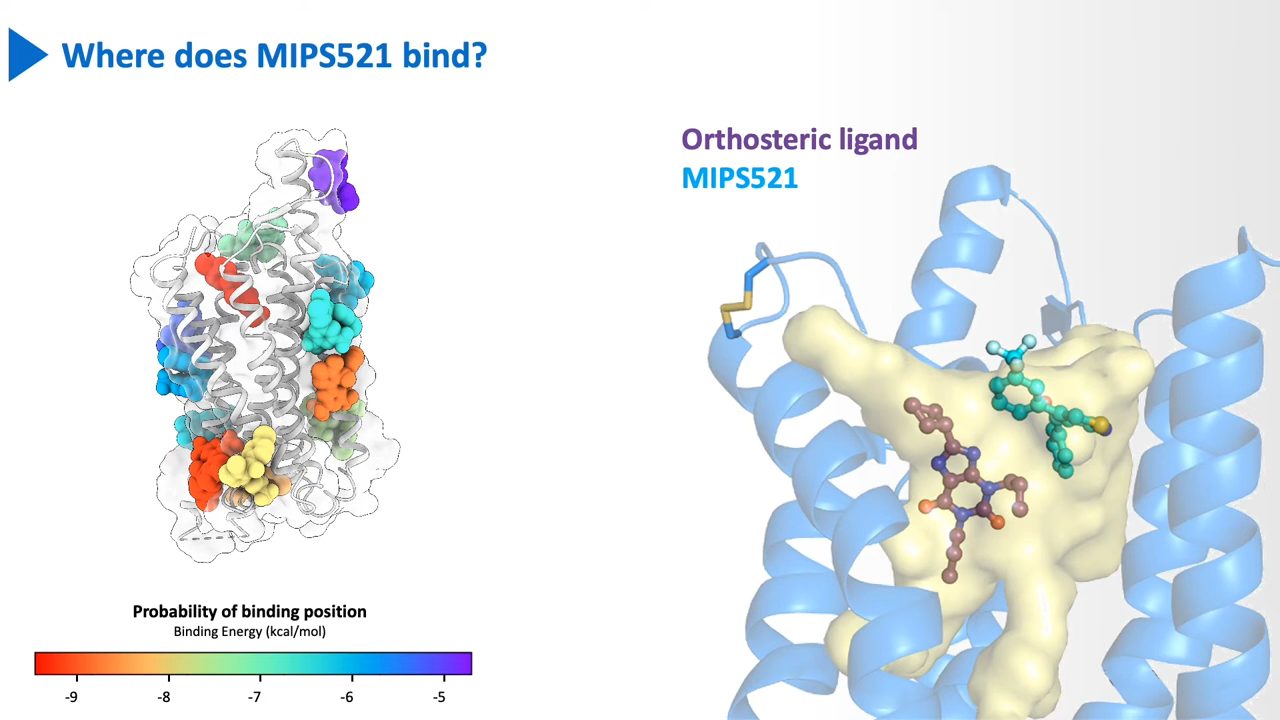 Where does MIPS521 bind?
Orthosteric ligand
MIPS521
Probability of binding position
Binding Energy (kcal/mol)
-9 -8 -7 -6 -5